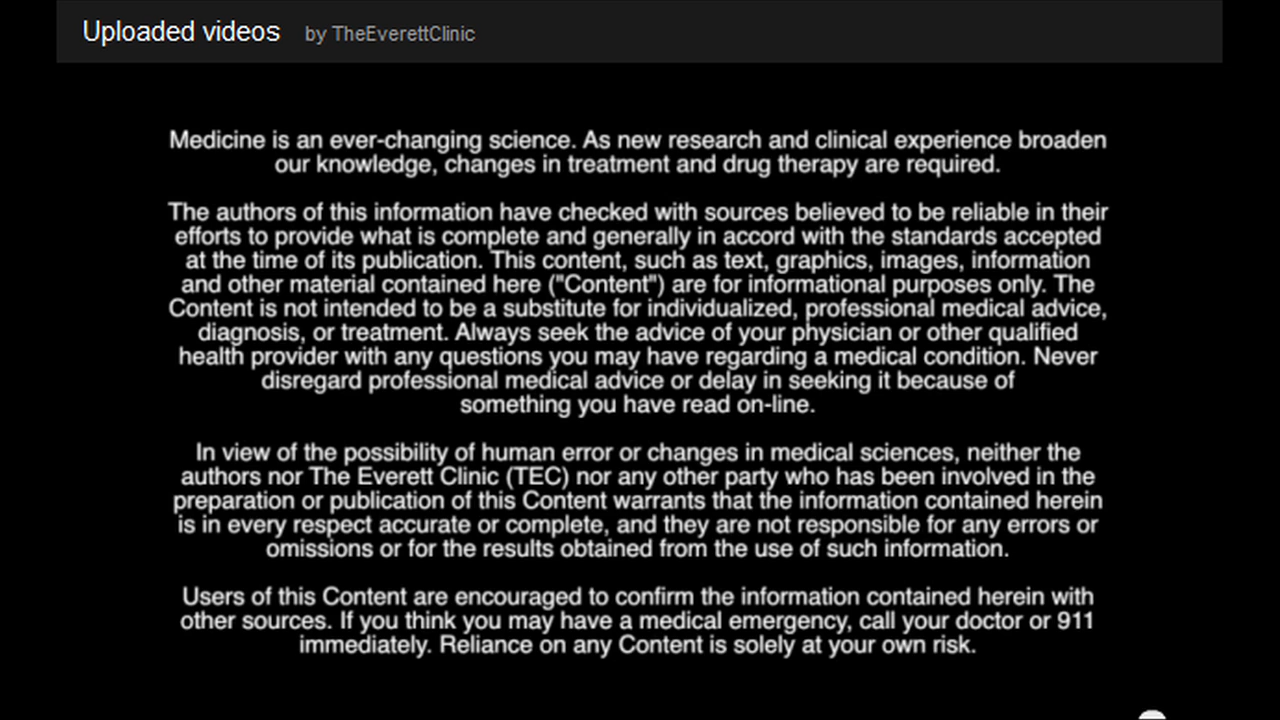 Uploaded videos by TheEverettClinic
Medicine is an ever-changing science. As new research and clinical experience broaden
our knowledge, changes in treatment and drug therapy are required.
The authors of this information have checked with sources believed to be reliable in their
efforts to provide what is complete and generally in accord with the standards accepted
at the time of its publication. This content, such as text, graphics, images, information
and other material contained here ("Content") are for informational purposes only. The
Content is not intended to be a substitute for individualized, professional medical advice,
diagnosis, or treatment. Always seek the advice of your physician or other qualified
health provider with any questions you may have regarding a medical condition. Never
disregard professional medical advice or delay in seeking it because of
something you have read on-line.
In view of the possibility of human error or changes in medical sciences, neither the
authors nor The Everett Clinic (TEC) nor any other party who has been involved in the
preparation or publication of this Content warrants that the information contained herein
is in every respect accurate or complete, and they are not responsible for any errors or
omissions or for the results obtained from the use of such information.
Users of this Content are encouraged to confirm the information contained herein with
other sources. If you think you may have a medical emergency, call your doctor or 911
immediately. Reliance on any Content is solely at your own risk.